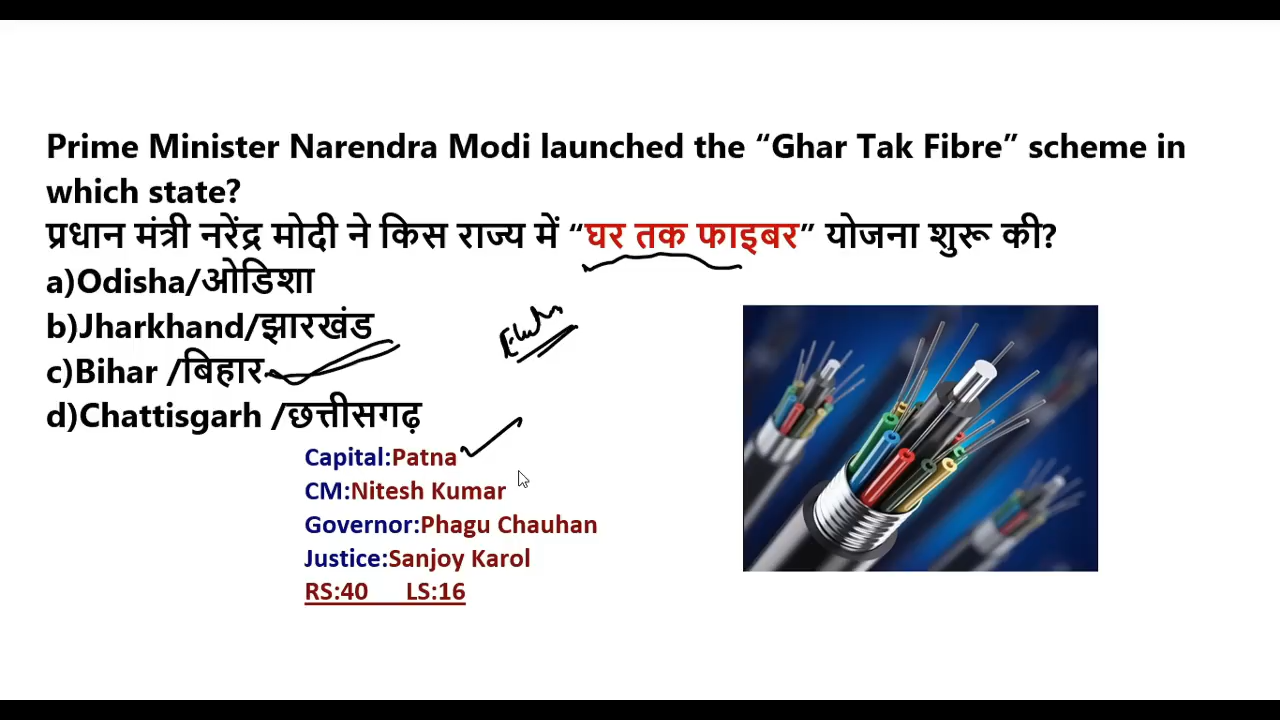 Prime Minister Narendra Modi launched the “Ghar Tak Fibre” scheme in
which state?
प्रधान मंत्री नरेंद्र मोदी ने किस राज्य में “घर तक फाइबर” योजना शुरू की?
a)Odisha/ओडिशा
b)Jharkhand/झारखंड
c)Bihar /बिहार
d)Chattisgarh /छत्तीसगढ़
Capital:Patna
CM:Nitesh Kumar
Governor:Phagu Chauhan
Justice:Sanjoy Karol
RS:40 LS:16